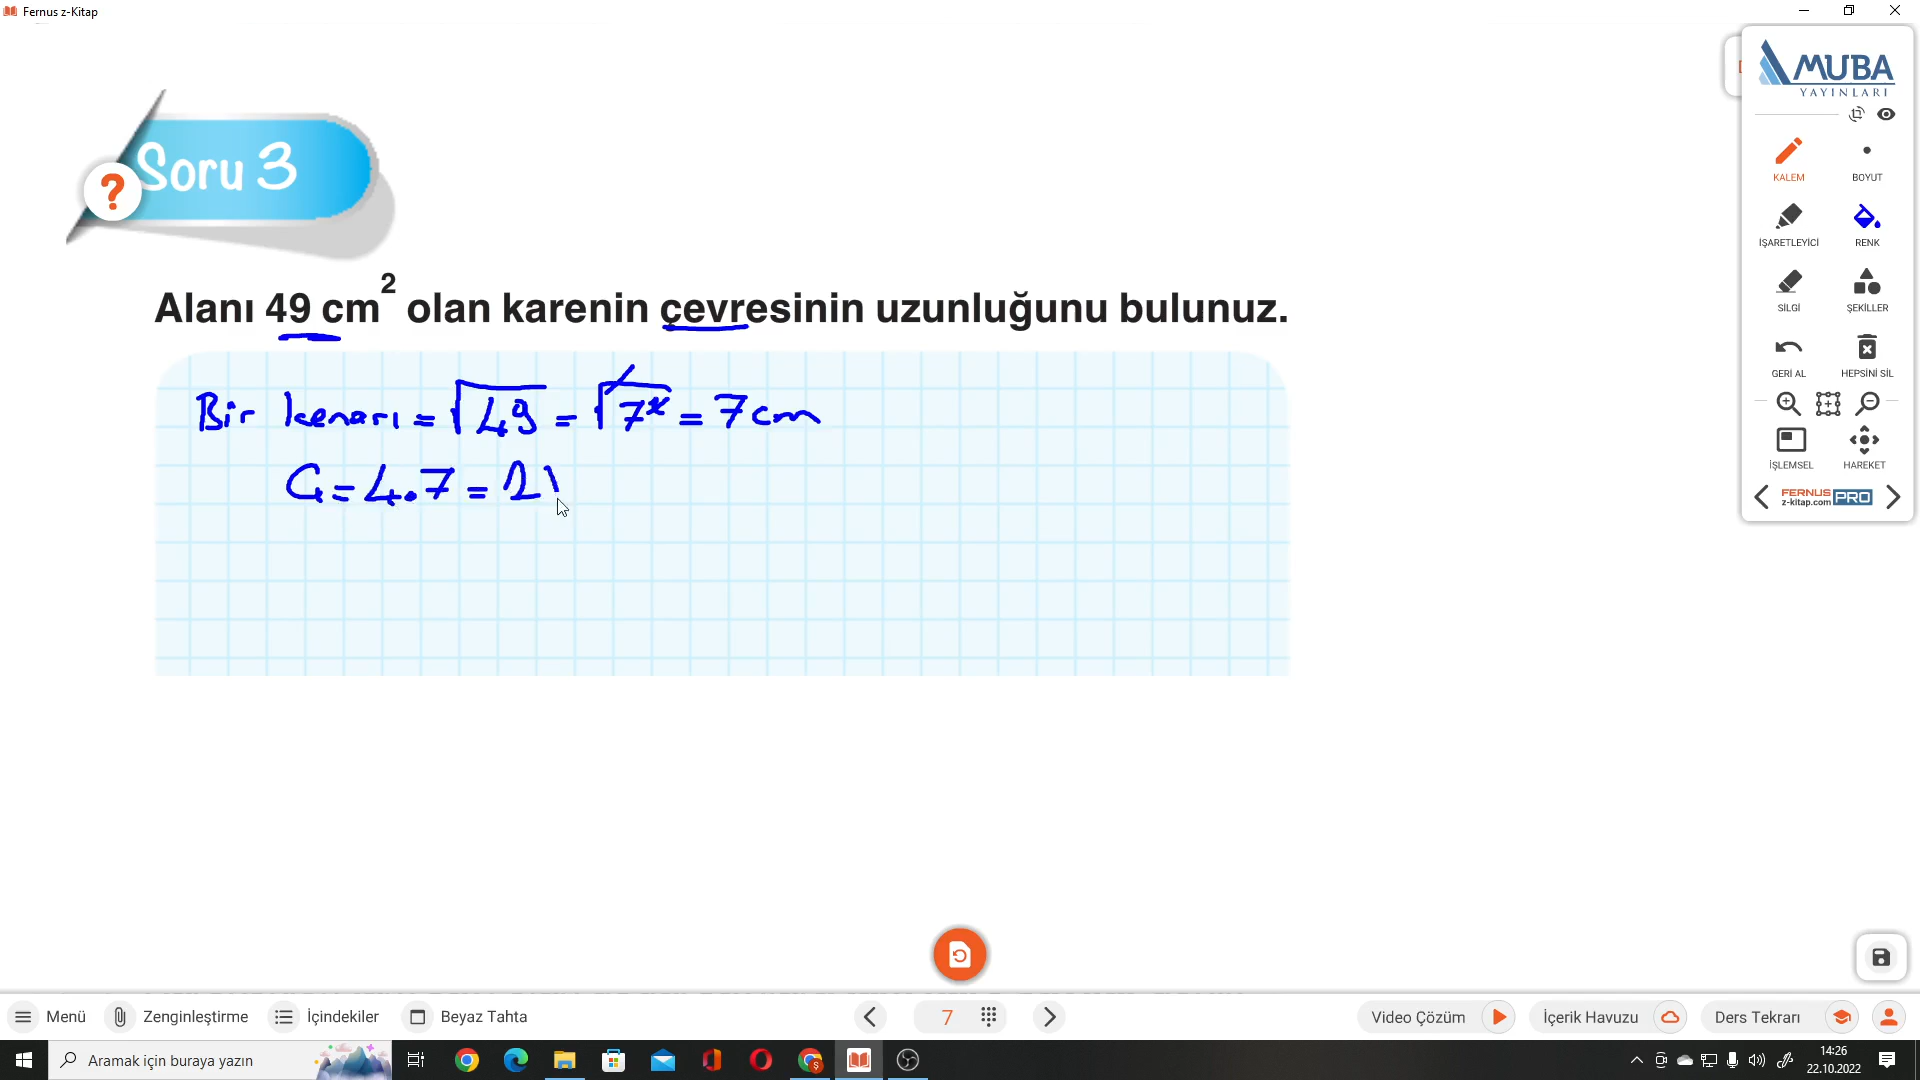 Fernus z-Kitap
MUBA
YAYINLARI
Soru 3
?
KALEM
BOYUT
İŞARETLEYİCİ
RENK
SİLGİ
ŞEKİLLER
GERİ AL
HEPSİNİ SİL
İŞLEMSEL
HAREKET
FERNUS
z-kitap.com PRO
Alanı 49 cm² olan karenin çevresinin uzunluğunu bulunuz.
Bir kenarı = √49 = √7² = 7cm
Ç = 4.7 = 2
Menü
Zenginleştirme
İçindekiler
Beyaz Tahta
7
Video Çözüm
İçerik Havuzu
Ders Tekrarı
Aramak için buraya yazın
14:26
22.10.2022